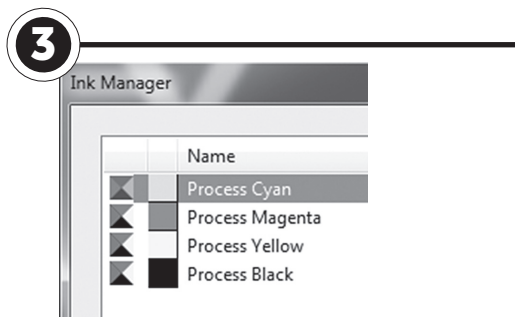 3
Ink Manager
Name
Process Cyan
Process Magenta
Process Yellow
Process Black